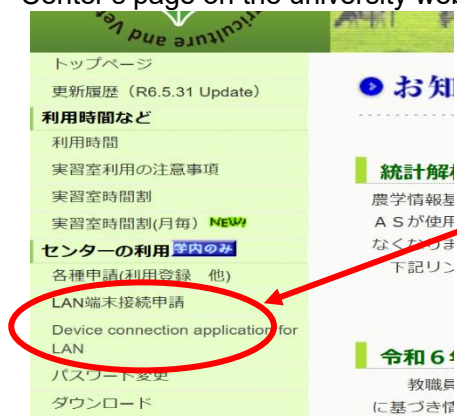 Center's page on the university web
riculture and Vet
トップページ
更新履歴（R6.5.31 Update）
利用時間など
利用時間
実習室利用の注意事項
実習室時間割
実習室時間割(月毎) NEW!
センターの利用 学内のみ
各種申請(利用登録　他)
LAN端末接続申請
Device connection application for
LAN
パスワード変更
ダウンロード
お知
統計解
農学情報基
ＡＳが使用
なくなりま
下記リン
令和６年
教職員
に基づき情